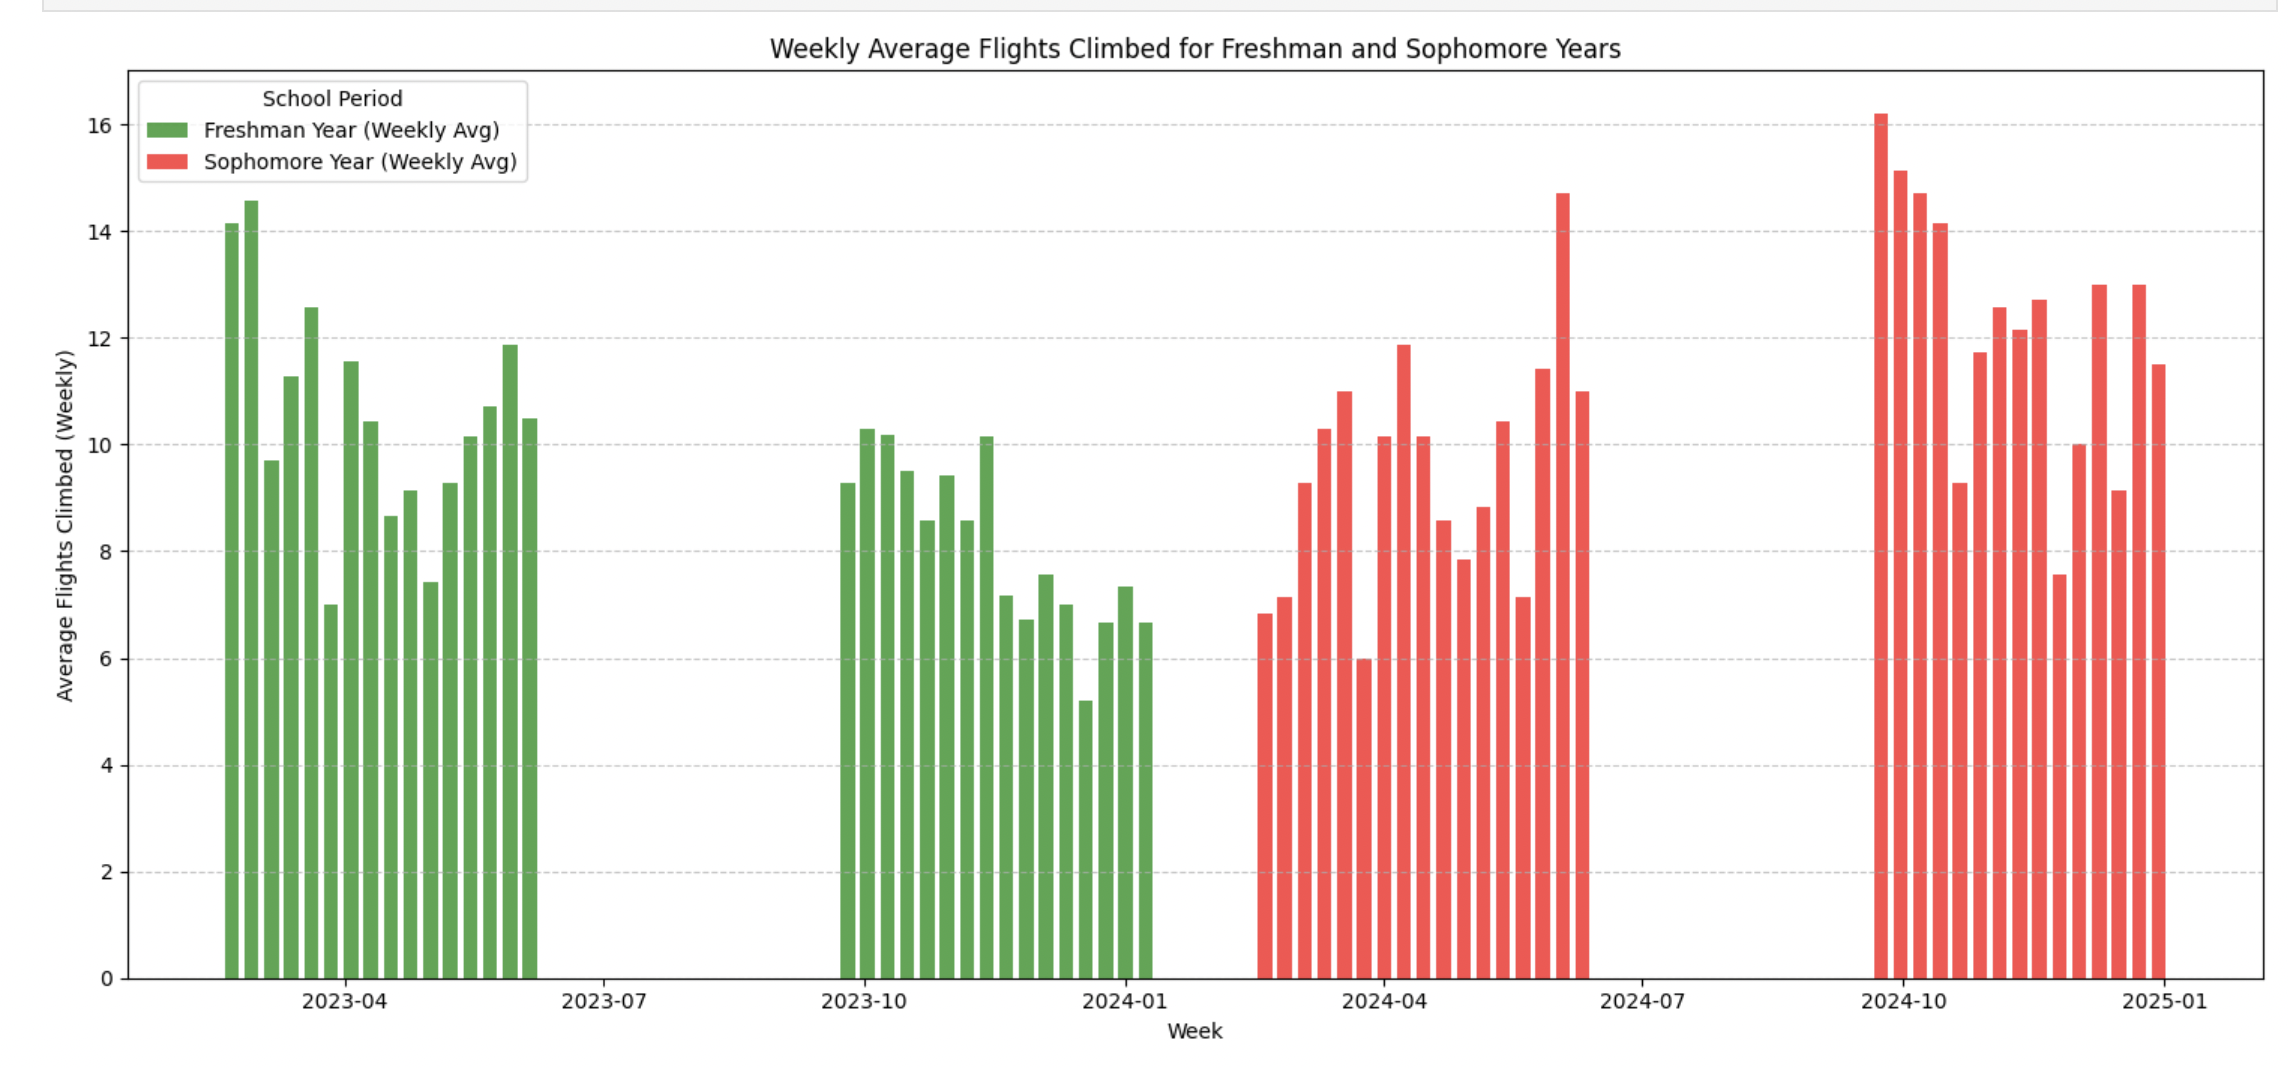 Weekly Average Flights Climbed for Freshman and Sophomore Years
School Period
Freshman Year (Weekly Avg)
Sophomore Year (Weekly Avg)
16
14
12
10
8
6
4
2
0
Average Flights Climbed (Weekly)
2023-04 2023-07 2023-10 2024-01 2024-04 2024-07 2024-10 2025-01
Week